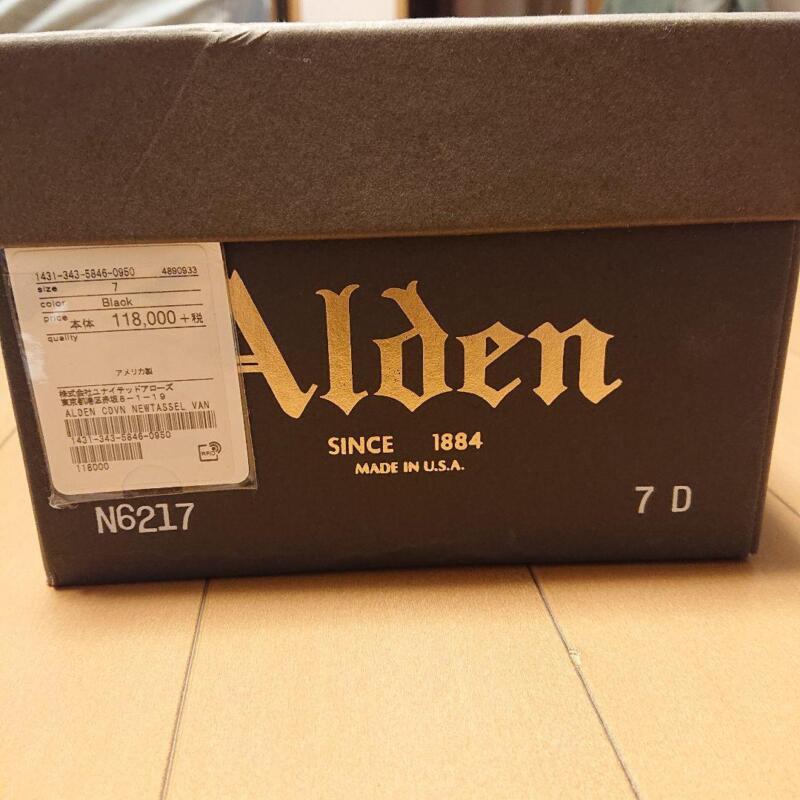 1431-343-5846-0950 4890933
size 7
color Black
price 本体 118,000 +税
quality
アメリカ製
株式会社ユナイテッドアローズ
東京都港区赤坂8-1-19
ALDEN CDVN NEWTASSEL VAN
1431-343-5846-0950
118000
RFID
Alden
SINCE 1884
MADE IN U.S.A.
N6217
7 D